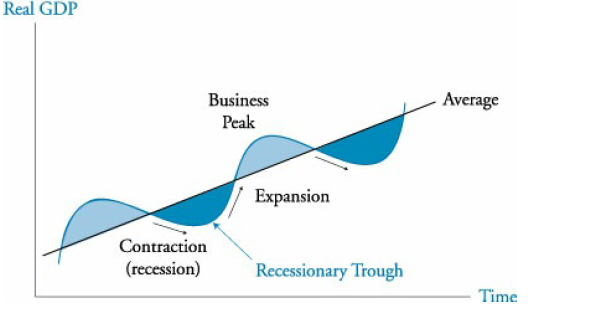 Real GDP
Business
Peak
Average
Expansion
Contraction
(recession)
Recessionary Trough
Time